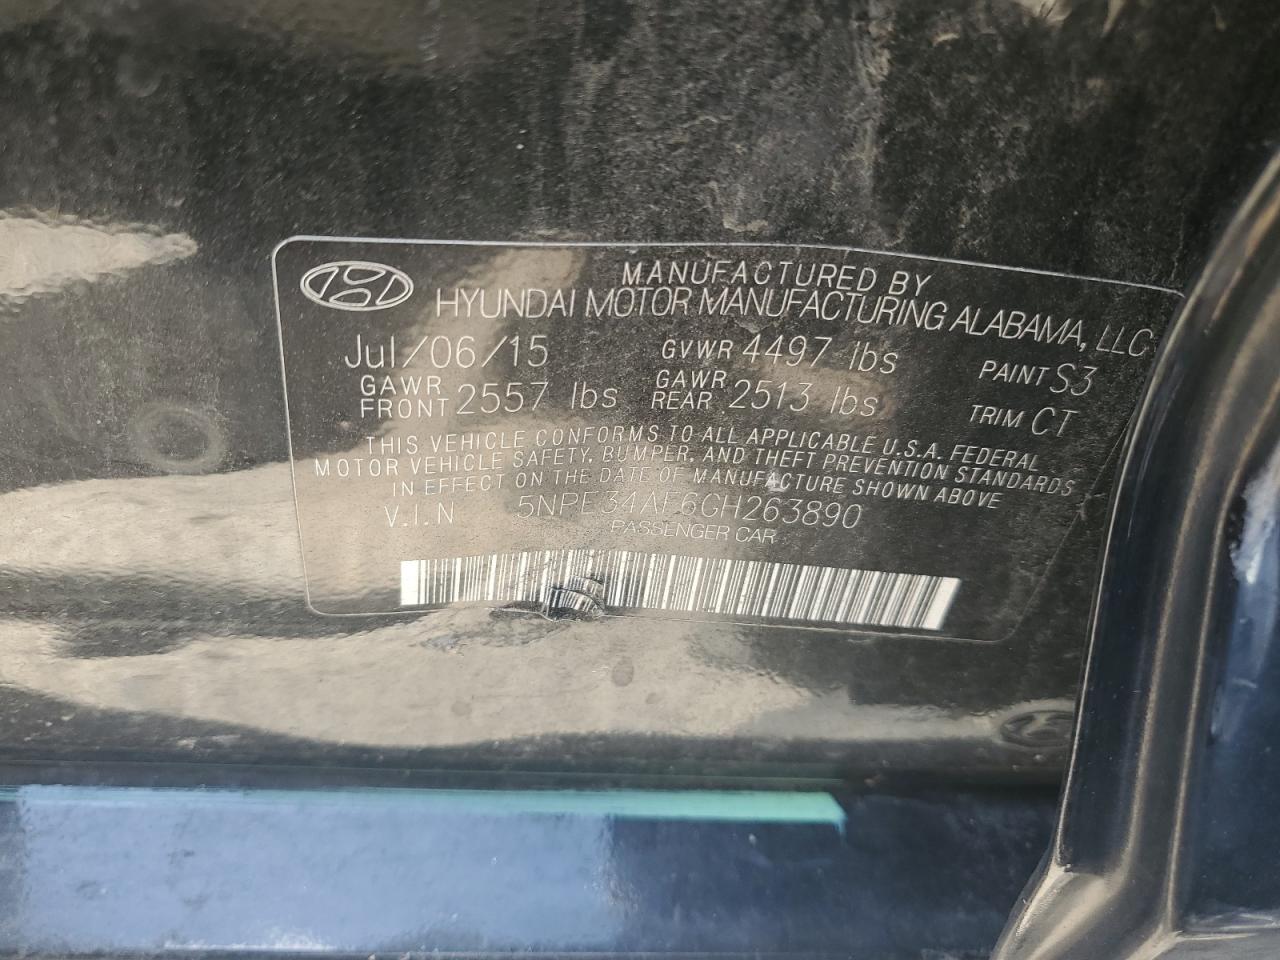 MANUFACTURED BY
HYUNDAI MOTOR MANUFACTURING ALABAMA, LLC
Jul/06/15 GVWR 4497 lbs PAINT S3
GAWR FRONT 2557 lbs GAWR REAR 2513 lbs TRIM CT
THIS VEHICLE CONFORMS TO ALL APPLICABLE U.S.A. FEDERAL
MOTOR VEHICLE SAFETY, BUMPER, AND THEFT PREVENTION STANDARDS
IN EFFECT ON THE DATE OF MANUFACTURE SHOWN ABOVE
V.I.N 5NPE34AF6GH263890
PASSENGER CAR